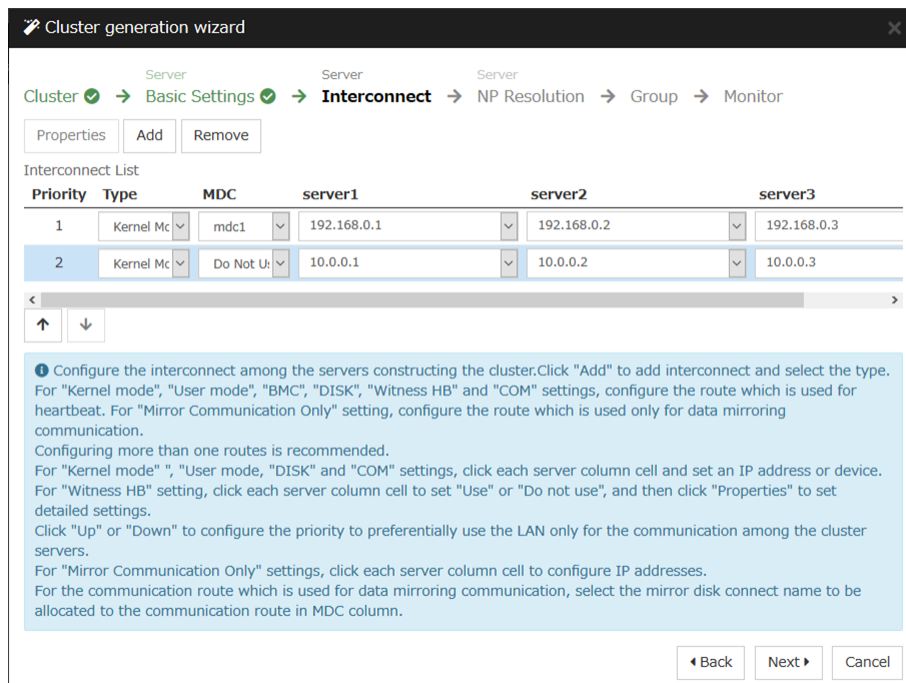 Cluster generation wizard
Server Server Server
Cluster Basic Settings Interconnect NP Resolution Group Monitor
Properties Add Remove
Interconnect List
Priority Type MDC server1 server2 server3
1 Kernel Mc mdc1 192.168.0.1 192.168.0.2 192.168.0.3
2 Kernel Mc Do Not U: 10.0.0.1 10.0.0.2 10.0.0.3
Configure the interconnect among the servers constructing the cluster.Click "Add" to add interconnect and select the type.
For "Kernel mode", "User mode", "BMC", "DISK", "Witness HB" and "COM" settings, configure the route which is used for
heartbeat. For "Mirror Communication Only" setting, configure the route which is used only for data mirroring
communication.
Configuring more than one routes is recommended.
For "Kernel mode" ", "User mode, "DISK" and "COM" settings, click each server column cell and set an IP address or device.
For "Witness HB" setting, click each server column cell to set "Use" or "Do not use", and then click "Properties" to set
detailed settings.
Click "Up" or "Down" to configure the priority to preferentially use the LAN only for the communication among the cluster
servers.
For "Mirror Communication Only" settings, click each server column cell to configure IP addresses.
For the communication route which is used for data mirroring communication, select the mirror disk connect name to be
allocated to the communication route in MDC column.
Back Next Cancel